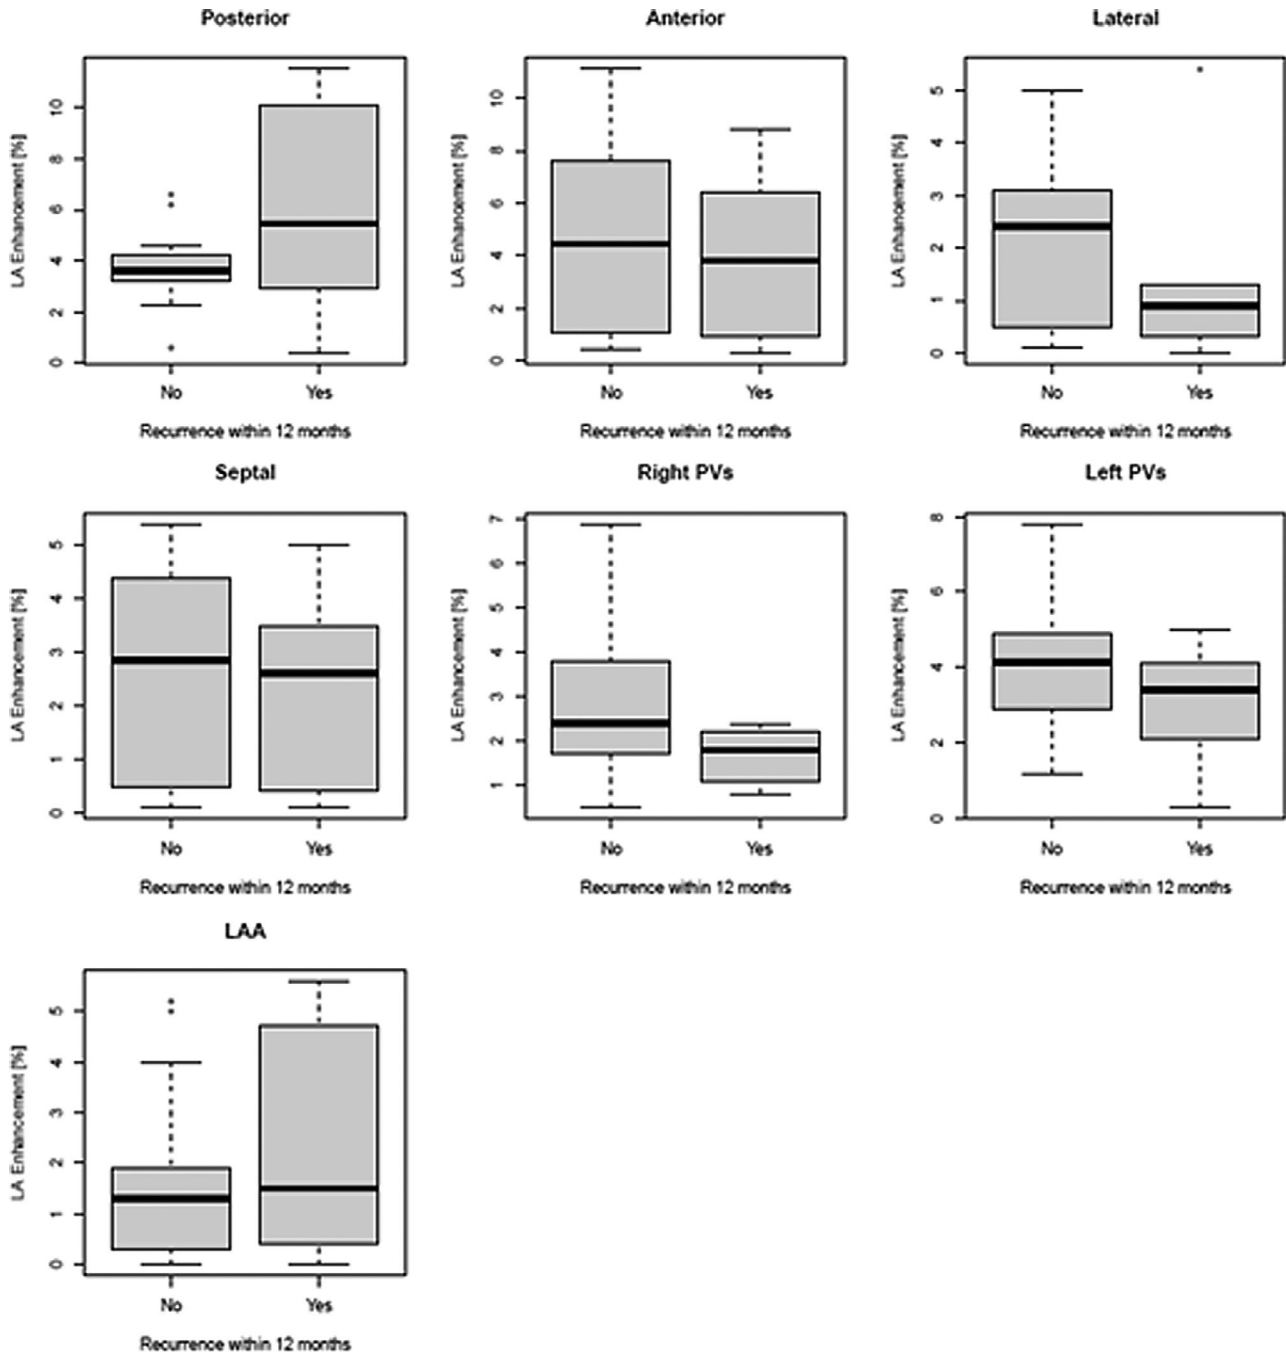 Posterior
LA Enhancement [%]
10
8
6
4
2
0
No
Yes
Recurrence within 12 months
Anterior
LA Enhancement [%]
10
8
6
4
2
0
No
Yes
Recurrence within 12 months
Lateral
LA Enhancement [%]
5
4
3
2
1
0
No
Yes
Recurrence within 12 months
Septal
LA Enhancement [%]
5
4
3
2
1
0
No
Yes
Recurrence within 12 months
Right PVs
LA Enhancement [%]
7
6
5
4
3
2
1
No
Yes
Recurrence within 12 months
Left PVs
LA Enhancement [%]
8
6
4
2
0
No
Yes
Recurrence within 12 months
LAA
LA Enhancement [%]
5
4
3
2
1
0
No
Yes
Recurrence within 12 months